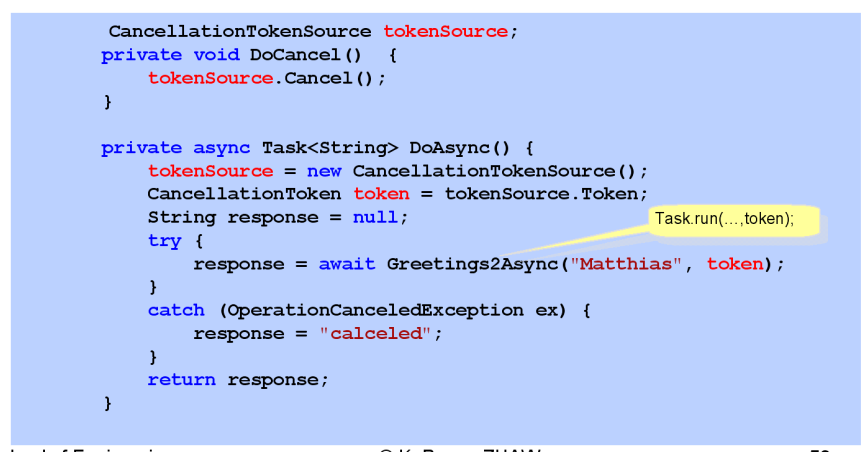 CancellationTokenSource tokenSource;
private void DoCancel()  {
    tokenSource.Cancel();
}
private async Task<String> DoAsync() {
    tokenSource = new CancellationTokenSource();
    CancellationToken token = tokenSource.Token;
    String response = null;
Task.run(…,token);
    try {
        response = await Greetings2Async("Matthias", token);
    }
    catch (OperationCanceledException ex) {
        response = "calceled";
    }
    return response;
}